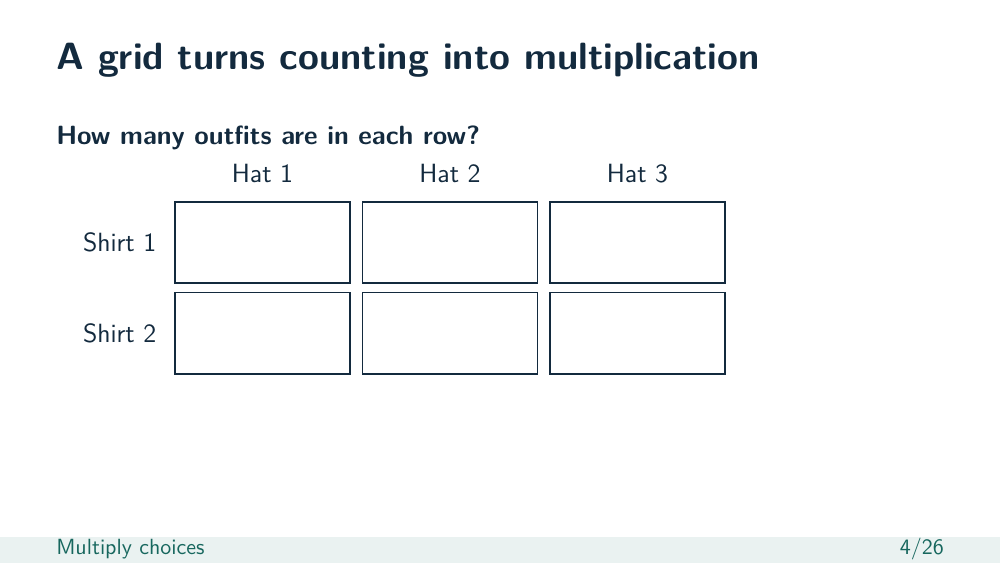 A grid turns counting into multiplication
How many outfits are in each row?
Hat 1 Hat 2 Hat 3
Shirt 1
Shirt 2
Multiply choices 4/26